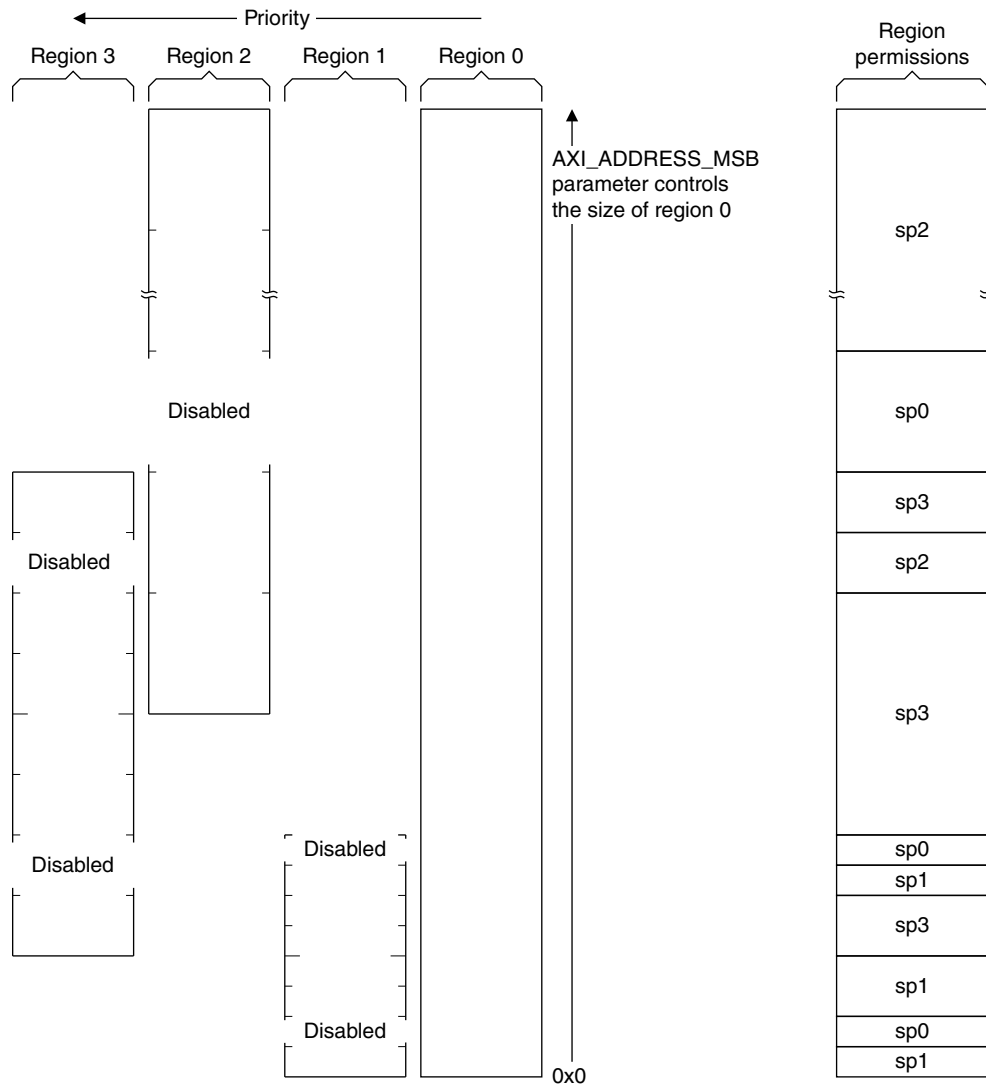 Priority
Region 3
Region 2
Region 1
Region 0
Region
permissions
AXI_ADDRESS_MSB
parameter controls
the size of region 0
sp2
Disabled
sp0
sp3
Disabled
sp2
sp3
Disabled
Disabled
sp0
sp1
sp3
sp1
Disabled
sp0
sp1
0x0